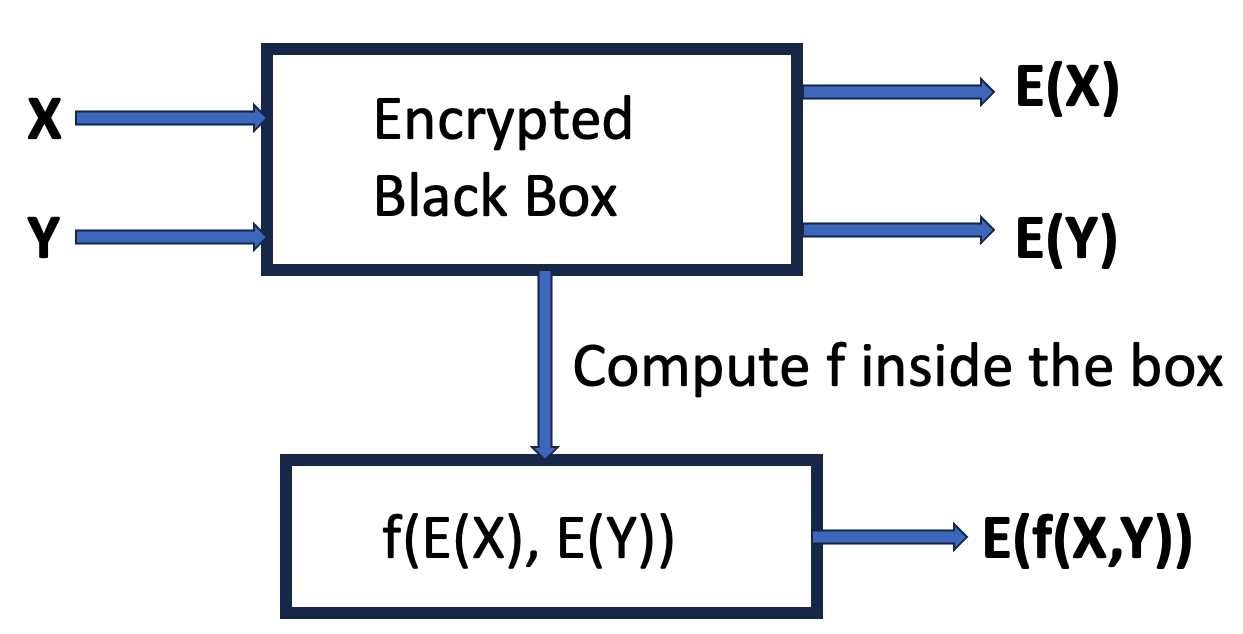 X
Y
Encrypted
Black Box
E(X)
E(Y)
Compute f inside the box
f(E(X), E(Y))
E(f(X,Y))